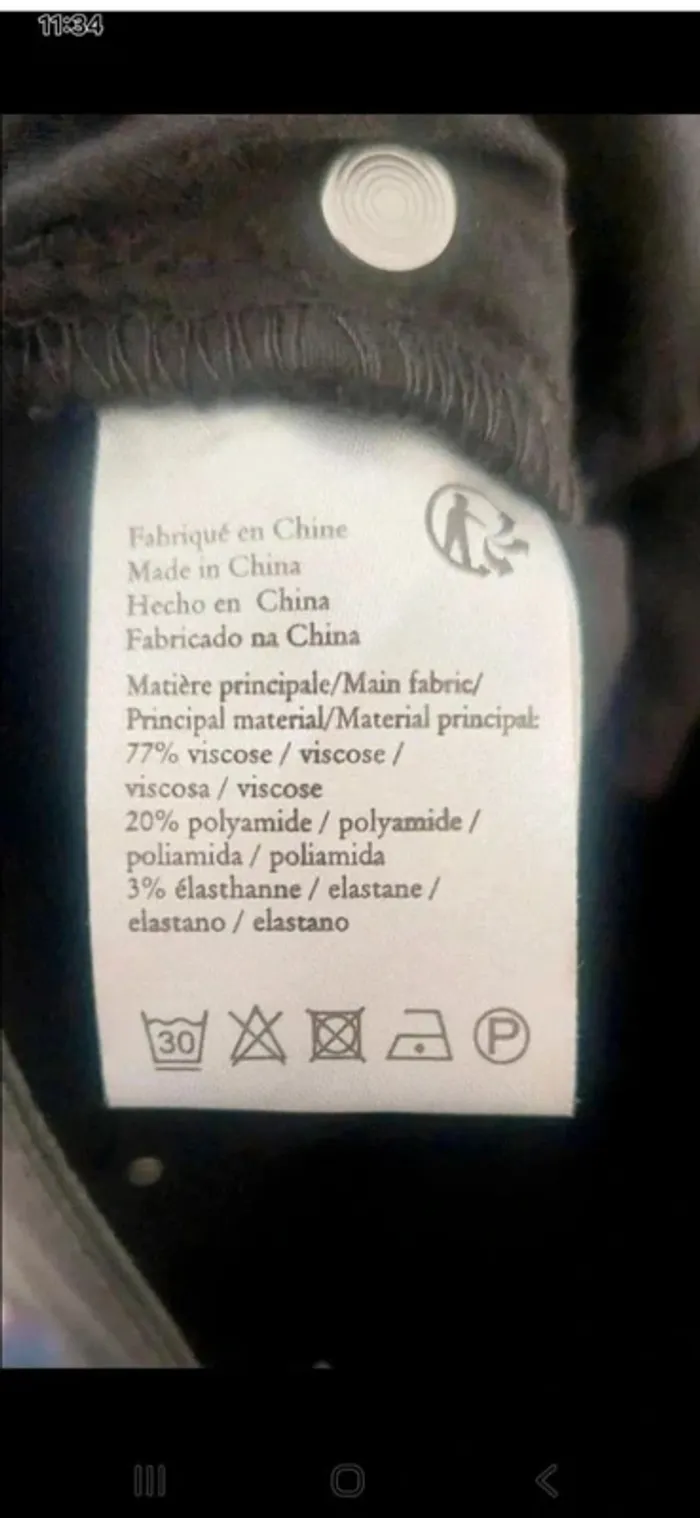 11:34
Fabriqué en Chine
Made in China
Hecho en China
Fabricado na China
Matière principale/Main fabric/
Principal material/Material principal:
77% viscose / viscose /
viscosa / viscose
20% polyamide / polyamide /
poliamida / poliamida
3% élasthanne / elastane /
elastano / elastano
30
P